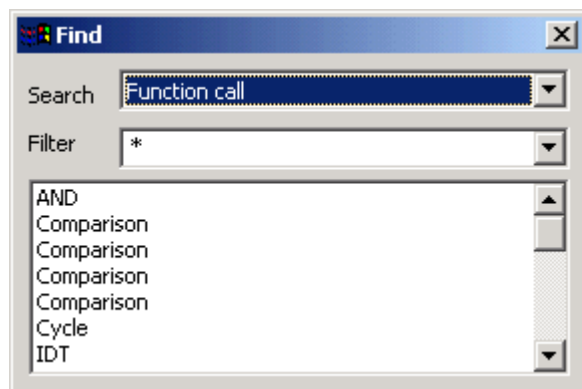 Find
Search Function call
Filter *
AND
Comparison
Comparison
Comparison
Comparison
Cycle
IDT